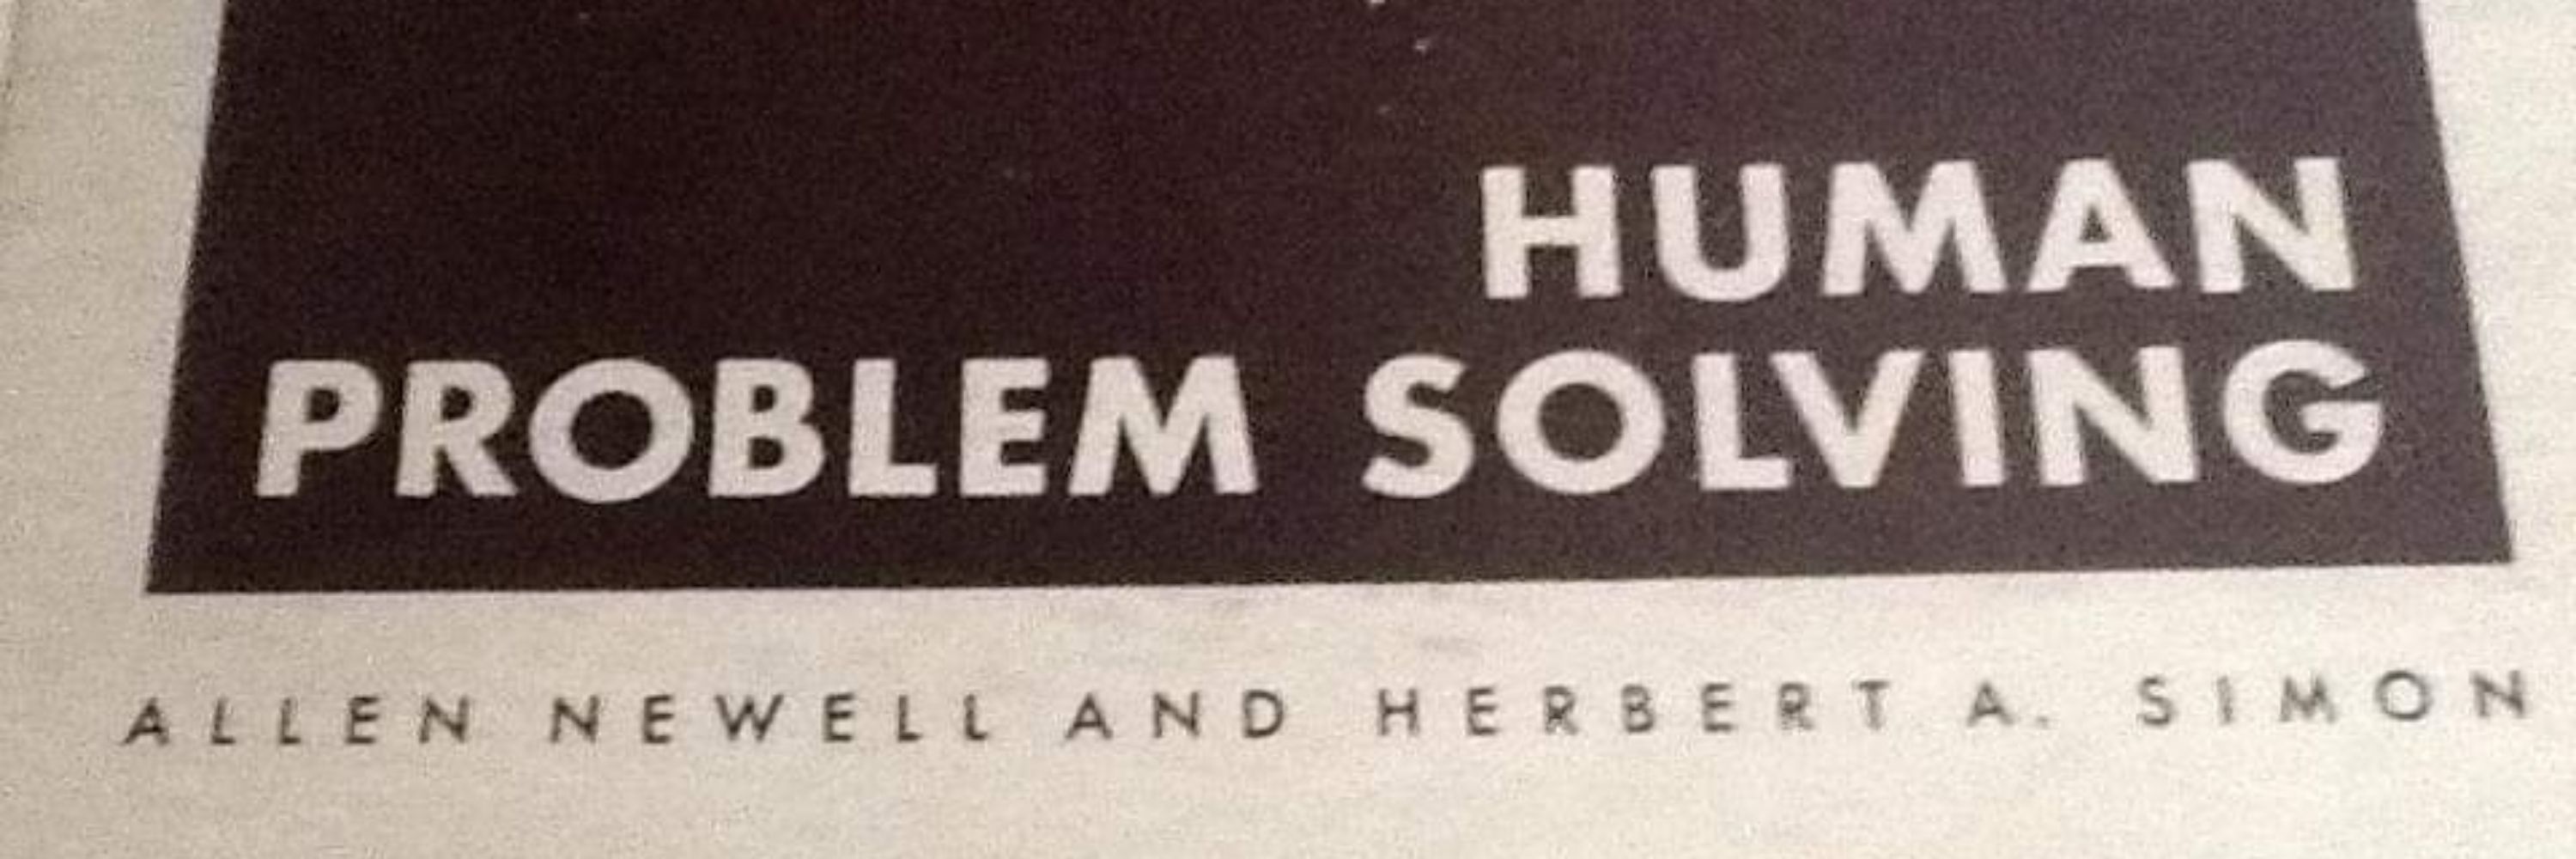 HUMAN
PROBLEM SOLVING
ALLEN NEWELL AND HERBERT A. SIMON